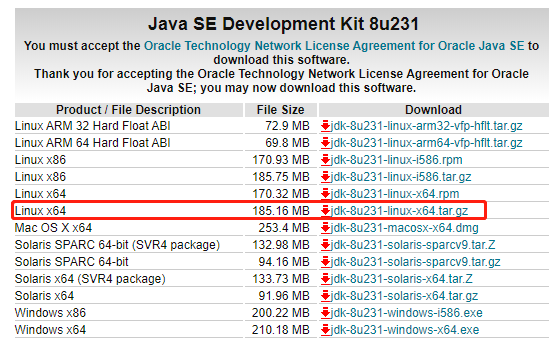 Java SE Development Kit 8u231
You must accept the Oracle Technology Network License Agreement for Oracle Java SE to
download this software.
Thank you for accepting the Oracle Technology Network License Agreement for Oracle
Java SE; you may now download this software.
Product / File Description File Size Download
Linux ARM 32 Hard Float ABI 72.9 MB jdk-8u231-linux-arm32-vfp-hflt.tar.gz
Linux ARM 64 Hard Float ABI 69.8 MB jdk-8u231-linux-arm64-vfp-hflt.tar.gz
Linux x86 170.93 MB jdk-8u231-linux-i586.rpm
Linux x86 185.75 MB jdk-8u231-linux-i586.tar.gz
Linux x64 170.32 MB jdk-8u231-linux-x64.rpm
Linux x64 185.16 MB jdk-8u231-linux-x64.tar.gz
Mac OS X x64 253.4 MB jdk-8u231-macosx-x64.dmg
Solaris SPARC 64-bit (SVR4 package) 132.98 MB jdk-8u231-solaris-sparcv9.tar.Z
Solaris SPARC 64-bit 94.16 MB jdk-8u231-solaris-sparcv9.tar.gz
Solaris x64 (SVR4 package) 133.73 MB jdk-8u231-solaris-x64.tar.Z
Solaris x64 91.96 MB jdk-8u231-solaris-x64.tar.gz
Windows x86 200.22 MB jdk-8u231-windows-i586.exe
Windows x64 210.18 MB jdk-8u231-windows-x64.exe